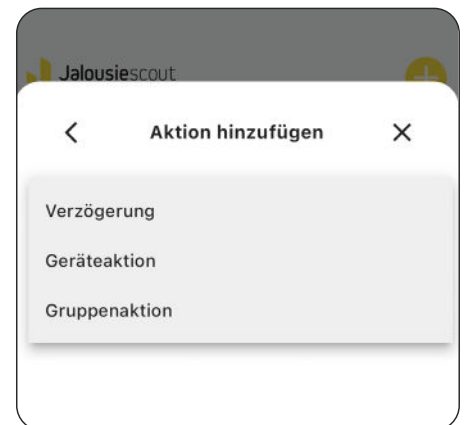 Jalousiescout
Aktion hinzufügen
Verzögerung
Geräteaktion
Gruppenaktion